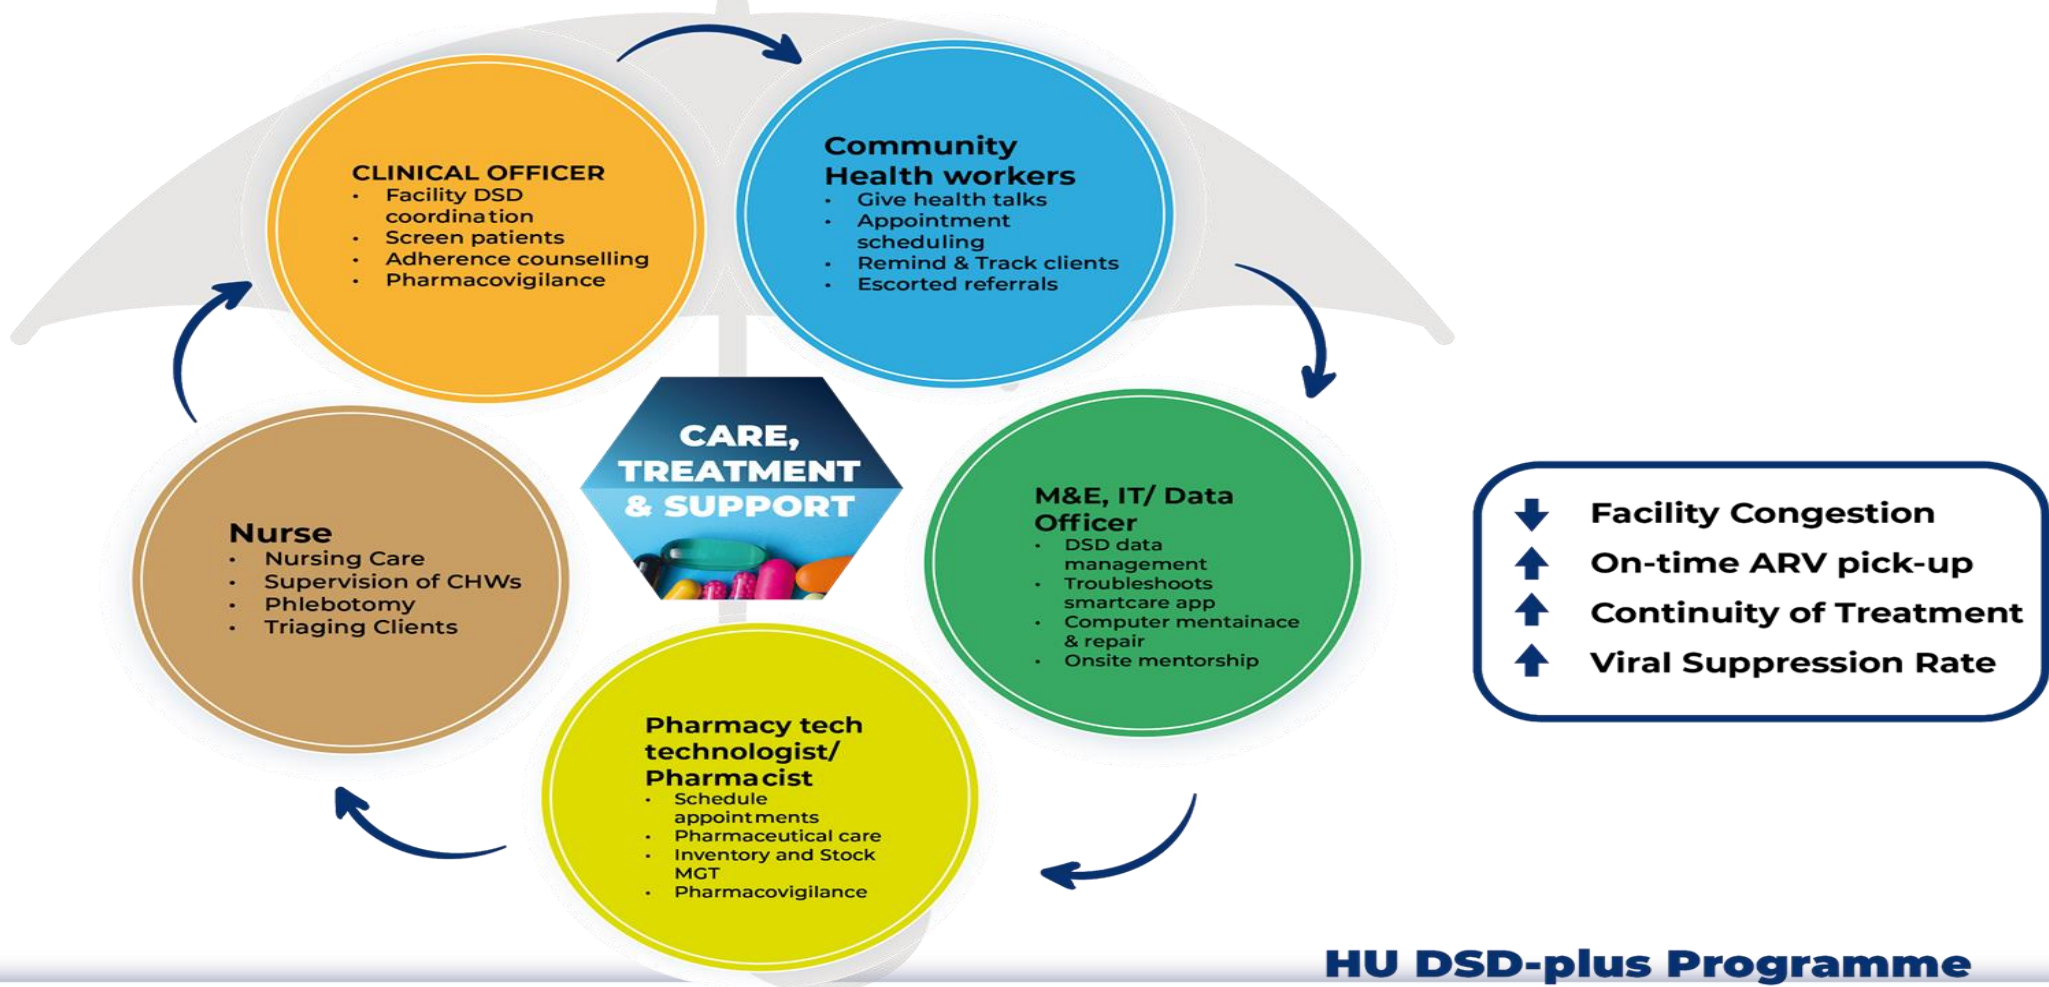 CLINICAL OFFICER
• Facility DSD
coordination
• Screen patients
• Adherence counselling
• Pharmacovigilance
Community
Health workers
• Give health talks
• Appointment
scheduling
• Remind & Track clients
• Escorted referrals
M&E, IT/ Data
Officer
• DSD data
management
• Troubleshoots
smartcare app
• Computer mentainace
& repair
• Onsite mentorship
Pharmacy tech
technologist/
Pharmacist
• Schedule
appointments
• Pharmaceutical care
• Inventory and Stock
MGT
• Pharmacovigilance
Nurse
• Nursing Care
• Supervision of CHWs
• Phlebotomy
• Triaging Clients
CARE,
TREATMENT
& SUPPORT
Facility Congestion
On-time ARV pick-up
Continuity of Treatment
Viral Suppression Rate
HU DSD-plus Programme